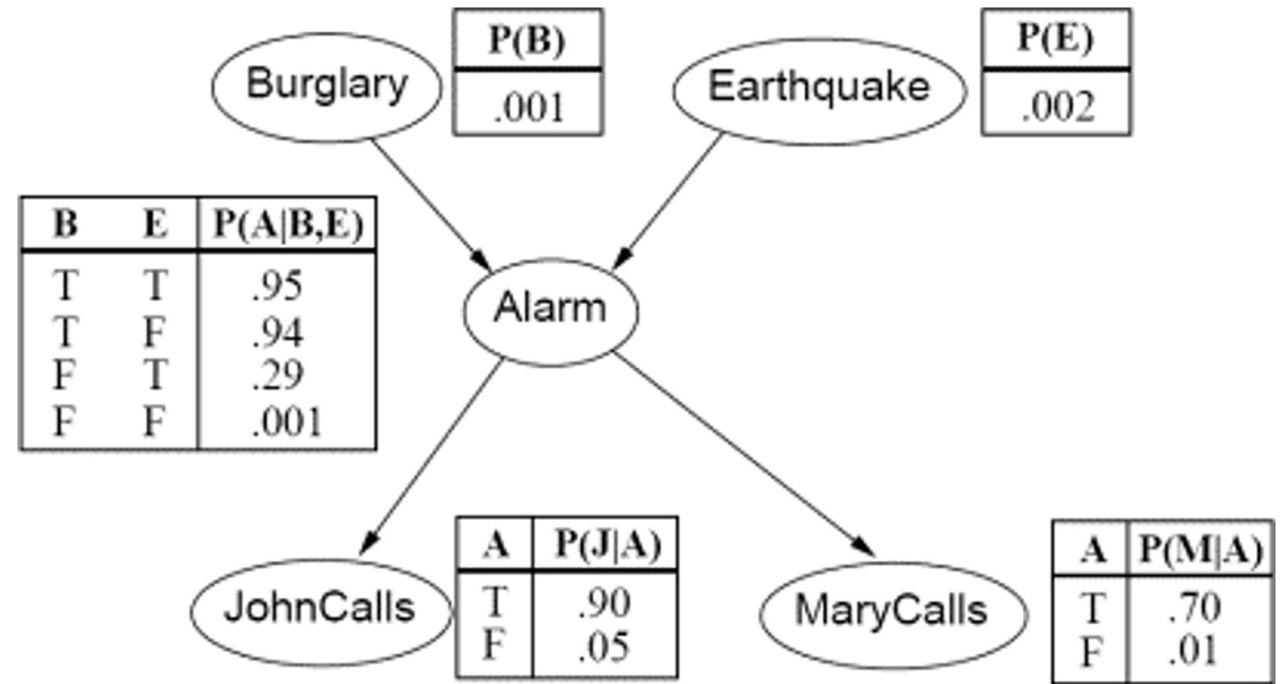 Burglary
P(B)
.001
Earthquake
P(E)
.002
B E P(A|B,E)
T T .95
T F .94
F T .29
F F .001
Alarm
JohnCalls
A P(J|A)
T .90
F .05
MaryCalls
A P(M|A)
T .70
F .01